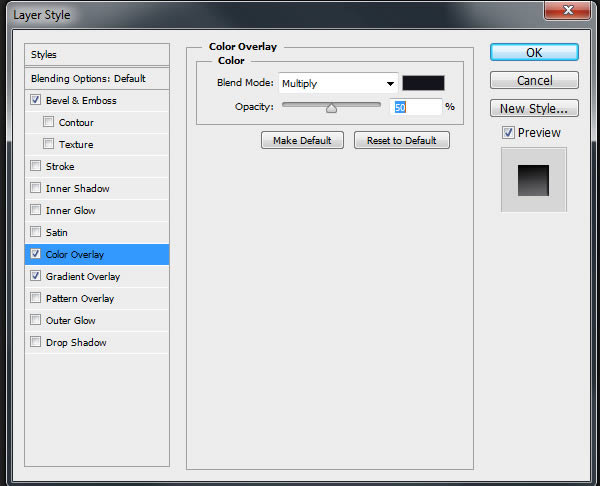 Layer Style
Styles
Blending Options: Default
Bevel & Emboss
Contour
Texture
Stroke
Inner Shadow
Inner Glow
Satin
Color Overlay
Gradient Overlay
Pattern Overlay
Outer Glow
Drop Shadow
Color Overlay
Color
Blend Mode: Multiply
Opacity: 50 %
Make Default Reset to Default
OK
Cancel
New Style...
Preview